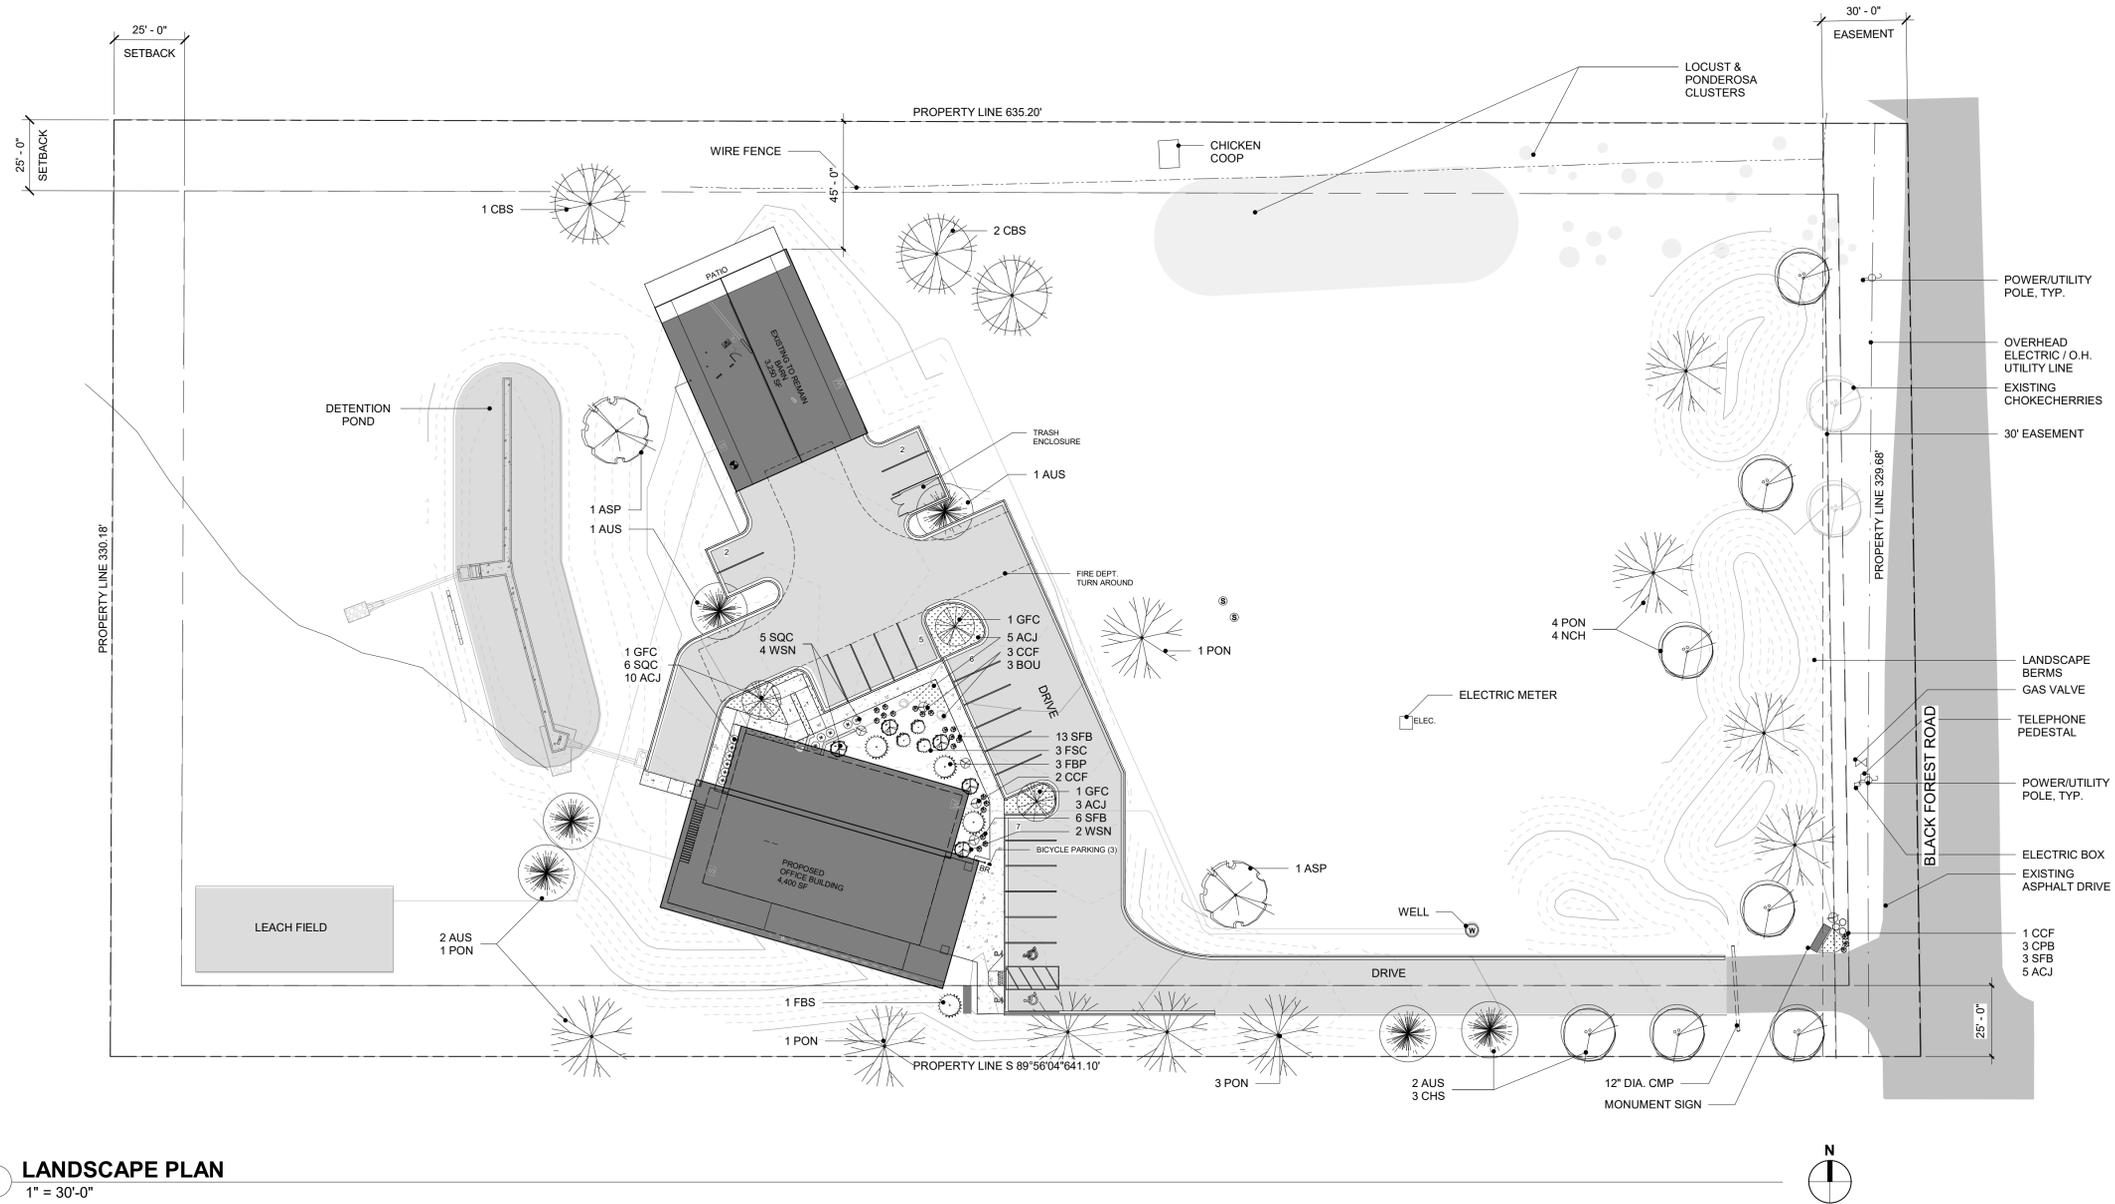 25' - 0"
SETBACK
30' - 0"
EASEMENT
LOCUST &
PONDEROSA
CLUSTERS
PROPERTY LINE 635.20'
25' - 0"
SETBACK
WIRE FENCE
CHICKEN
COOP
45' - 0"
1 CBS
2 CBS
PATIO
EXISTING TO REMAIN
BARN
3,250 SF
POWER/UTILITY
POLE, TYP.
OVERHEAD
ELECTRIC / O.H.
UTILITY LINE
EXISTING
CHOKECHERRIES
30' EASEMENT
DETENTION
POND
TRASH
ENCLOSURE
2
1 AUS
1 ASP
1 AUS
2
PROPERTY LINE 330.18'
PROPERTY LINE 329.68'
FIRE DEPT.
TURN AROUND
S
S
1 GFC
5 ACJ
3 CCF
3 BOU
5
6
5 SQC
4 WSN
1 GFC
6 SQC
10 ACJ
1 PON
4 PON
4 NCH
LANDSCAPE
BERMS
GAS VALVE
TELEPHONE
PEDESTAL
POWER/UTILITY
POLE, TYP.
DRIVE
ELECTRIC METER
ELEC.
BLACK FOREST ROAD
13 SFB
3 FSC
3 FBP
2 CCF
1 GFC
3 ACJ
6 SFB
2 WSN
7
BICYCLE PARKING (3)
BR.
PROPOSED
OFFICE BUILDING
4,400 SF
ELECTRIC BOX
EXISTING
ASPHALT DRIVE
1 ASP
WELL
W
LEACH FIELD
2 AUS
1 PON
1 CCF
3 CPB
3 SFB
5 ACJ
DRIVE
1 FBS
1 PON
25' - 0"
PROPERTY LINE S 89°56'04"641.10'
3 PON
2 AUS
3 CHS
12" DIA. CMP
MONUMENT SIGN
N
LANDSCAPE PLAN
1" = 30'-0"